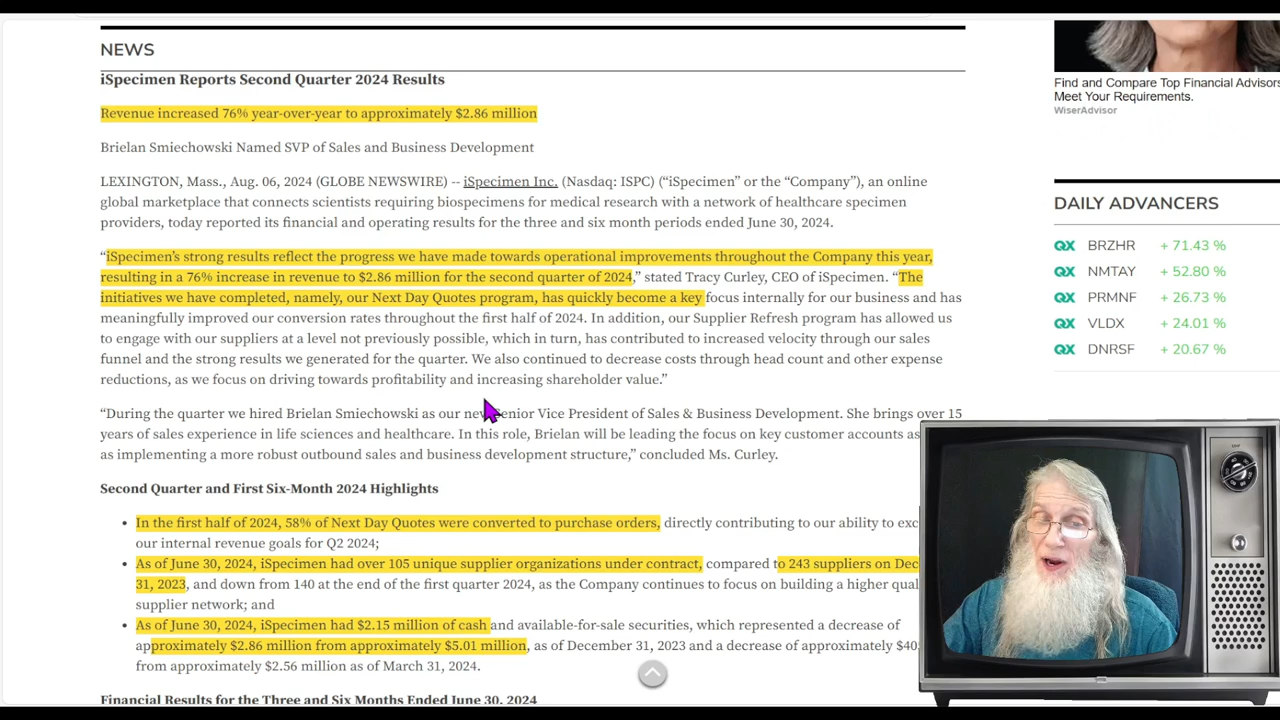 NEWS
iSpecimen Reports Second Quarter 2024 Results
Revenue increased 76% year-over-year to approximately $2.86 million
Brielan Smiechowski Named SVP of Sales and Business Development
LEXINGTON, Mass., Aug. 06, 2024 (GLOBE NEWSWIRE) -- iSpecimen Inc. (Nasdaq: ISPC) (“iSpecimen” or the “Company”), an online
global marketplace that connects scientists requiring biospecimens for medical research with a network of healthcare specimen
providers, today reported its financial and operating results for the three and six month periods ended June 30, 2024.
“iSpecimen’s strong results reflect the progress we have made towards operational improvements throughout the Company this year,
resulting in a 76% increase in revenue to $2.86 million for the second quarter of 2024,” stated Tracy Curley, CEO of iSpecimen. “The
initiatives we have completed, namely, our Next Day Quotes program, has quickly become a key focus internally for our business and has
meaningfully improved our conversion rates throughout the first half of 2024. In addition, our Supplier Refresh program has allowed us
to engage with our suppliers at a level not previously possible, which in turn, has contributed to increased velocity through our sales
funnel and the strong results we generated for the quarter. We also continued to decrease costs through head count and other expense
reductions, as we focus on driving towards profitability and increasing shareholder value.”
“During the quarter we hired Brielan Smiechowski as our new Senior Vice President of Sales & Business Development. She brings over 15
years of sales experience in life sciences and healthcare. In this role, Brielan will be leading the focus on key customer accounts as
as implementing a more robust outbound sales and business development structure,” concluded Ms. Curley.
Second Quarter and First Six-Month 2024 Highlights
• In the first half of 2024, 58% of Next Day Quotes were converted to purchase orders, directly contributing to our ability to
our internal revenue goals for Q2 2024;
• As of June 30, 2024, iSpecimen had over 105 unique supplier organizations under contract, compared to 243 suppliers on Dec
31, 2023, and down from 140 at the end of the first quarter 2024, as the Company continues to focus on building a higher
supplier network; and
• As of June 30, 2024, iSpecimen had $2.15 million of cash and available-for-sale securities, which represented a decrease of
approximately $2.86 million from approximately $5.01 million, as of December 31, 2023 and a decrease of approximately
from approximately $2.56 million as of March 31, 2024.
Financial Results for the Three and Six Months Ended June 30, 2024
Find and Compare Top Financial Advisors
Meet Your Requirements.
WiserAdvisor
DAILY ADVANCERS
QX BRZHR + 71.43 %
QX NMTAY + 52.80 %
QX PRMNF + 26.73 %
QX VLDX + 24.01 %
QX DNRSF + 20.67 %